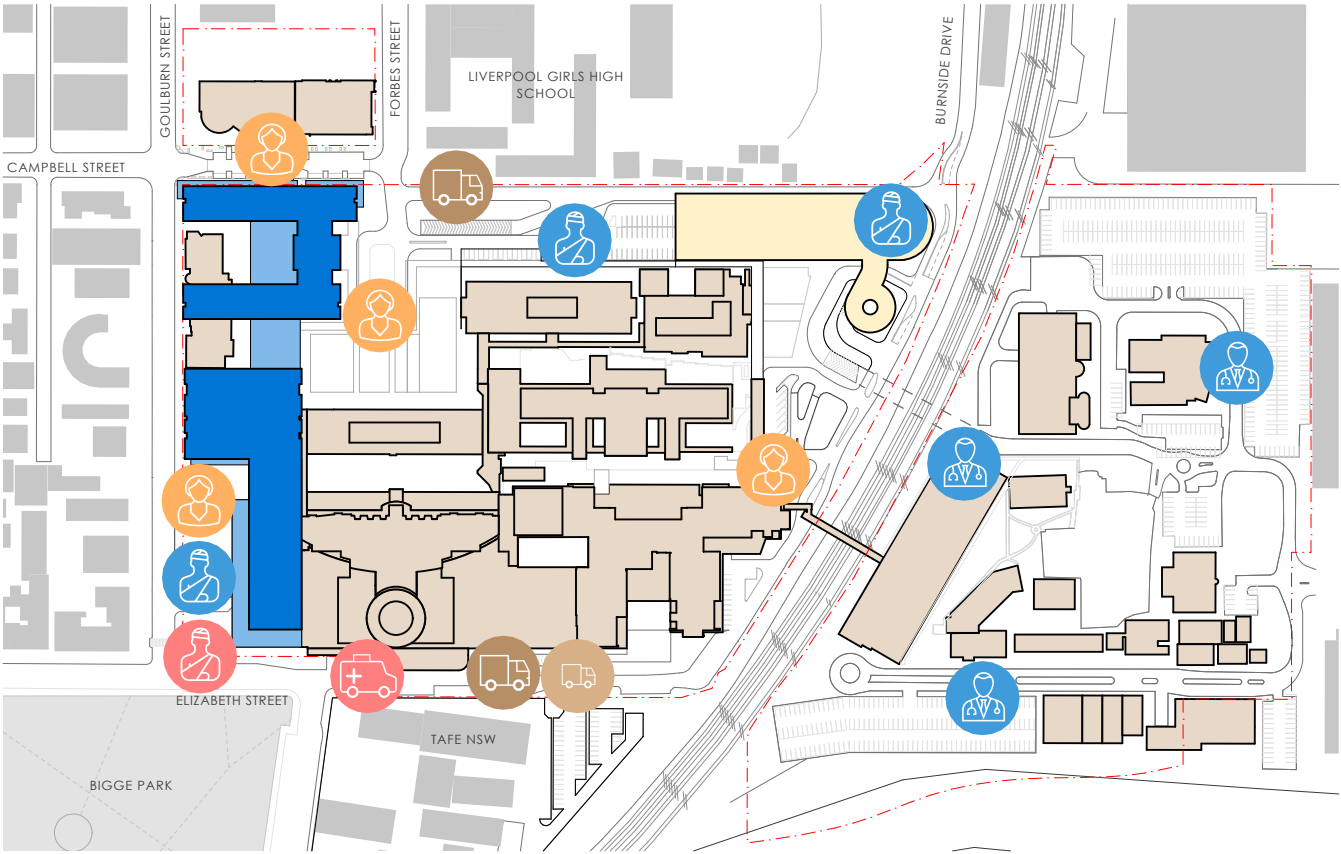 GOULBURN STREET
FORBES STREET
LIVERPOOL GIRLS HIGH
SCHOOL
BURNSIDE DRIVE
CAMPBELL STREET
ELIZABETH STREET
TAFE NSW
BIGGE PARK